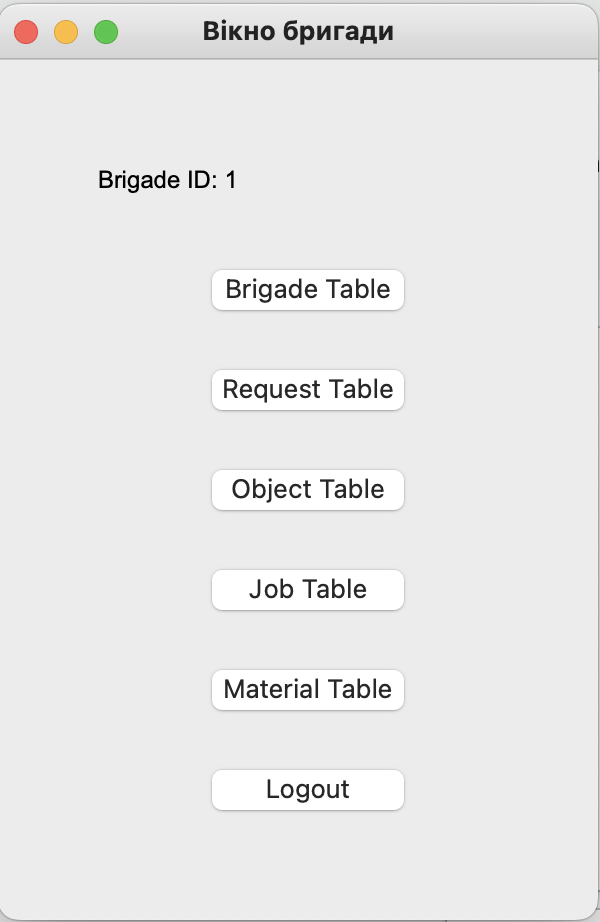 Вікно бригади
Brigade ID: 1
Brigade Table
Request Table
Object Table
Job Table
Material Table
Logout